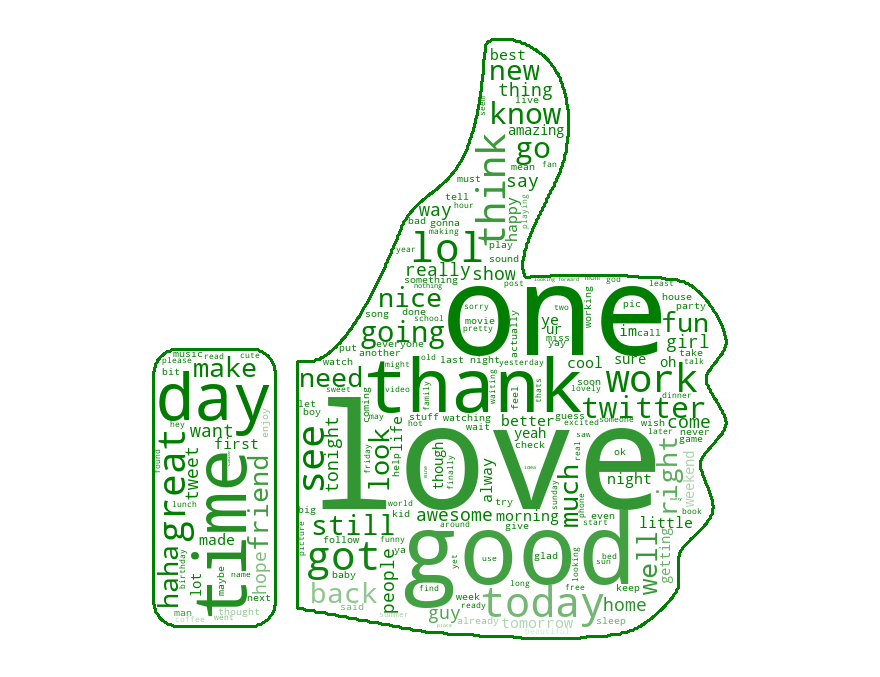 best
new
thing
live
seem
know
amazing
go
mean
fan
think
must
say
tell
hour
happy
playing
way
bad
gonna
making
lol
year
play
sound
really
show
something
nothing
post
looking forward
mom
god
least
nice
one
house
party
song
done
school
sorry
movie
pretty
two
working
pic
going
actually
ye
ur
miss
yay
im
call
fun
girl
everyone
put
another
watch
might
old
last night
yesterday
cool
sure
oh
take
talk
need
thank
soon
lovely
work
dinner
sweet
video
family
waiting
feel
thats
let
boy
coming
may
stuff
watching
guess
twitter
hot
wait
better
excited
someone
wish
come
later
never
game
see
tonight
look
life
help
friday
love
yeah
check
saw
real
ok
night
though
finally
mine
alway
idea
sunday
much
phone
right
weekend
big
world
kid
try
awesome
morning
give
even
start
book
little
still
around
picture
follow
funny
ya
got
good
yet
use
glad
looking
bed
sun
well
getting
baby
people
find
long
free
keep
back
said
summer
week
ready
guy
today
home
already
tomorrow
sleep
place
beautiful
music
read
cute
please
bit
make
day
hey
want
first
enjoy
great
tweet
found
time
friend
lunch
made
haha
birthday
lot
maybe
name
hope
next
man
thought
coffee
went